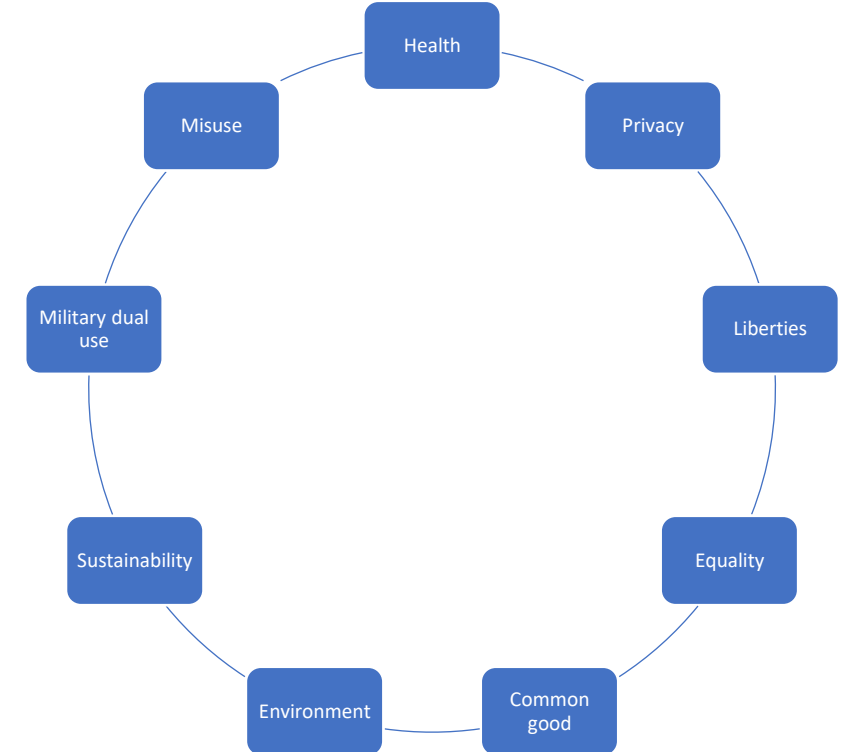 Health
Privacy
Liberties
Equality
Common
good
Environment
Sustainability
Military dual
use
Misuse